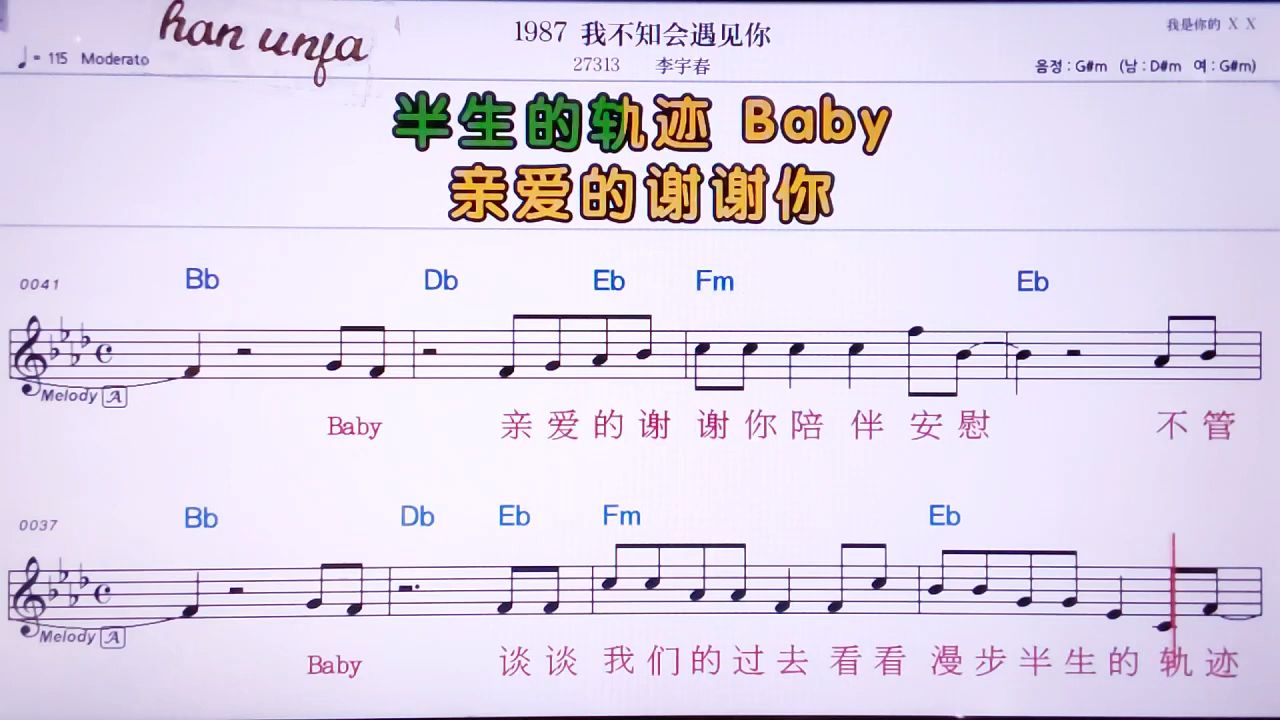 han unfa
1987 我不知会遇见你
我是你的 X X
♩= 115 Moderato
27313 李宇春
음정 : G#m (남 : D#m 여 : G#m)
半生的轨迹 Baby
亲爱的谢谢你
0041 Bb Db Eb Fm Eb
Melody A
Baby 亲爱的谢谢你陪伴安慰 不管
0037 Bb Db Eb Fm Eb
Melody A
Baby 谈谈我们的过去看看漫步半生的轨迹